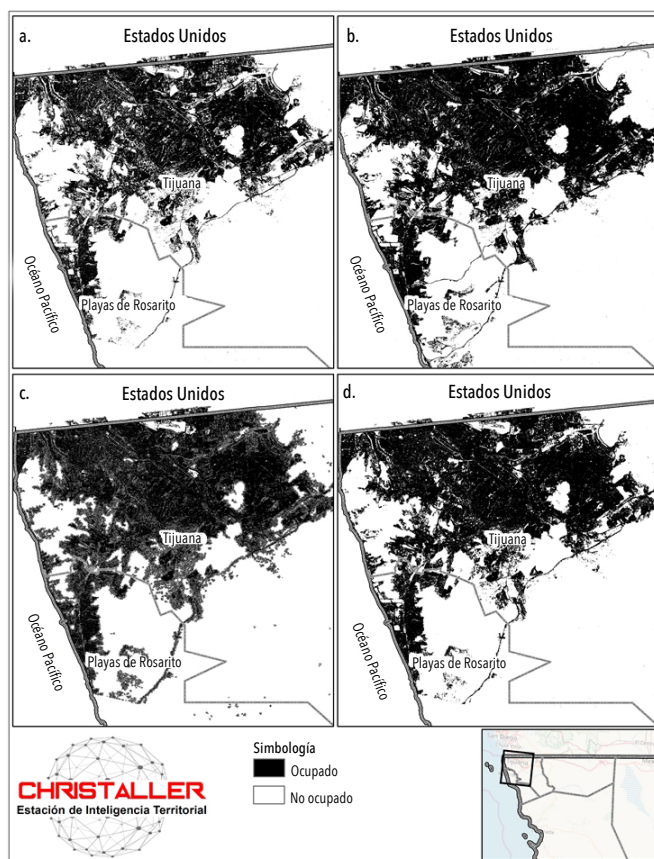 a.
Estados Unidos
Tijuana
Océano Pacífico
Playas de Rosarito
b.
Estados Unidos
Tijuana
Océano Pacífico
Playas de Rosarito
c.
Estados Unidos
Tijuana
Océano Pacífico
Playas de Rosarito
d.
Estados Unidos
Tijuana
Océano Pacífico
Playas de Rosarito
CHRISTALLER
Estación de Inteligencia Territorial
Simbología
Ocupado
No ocupado
San Diego